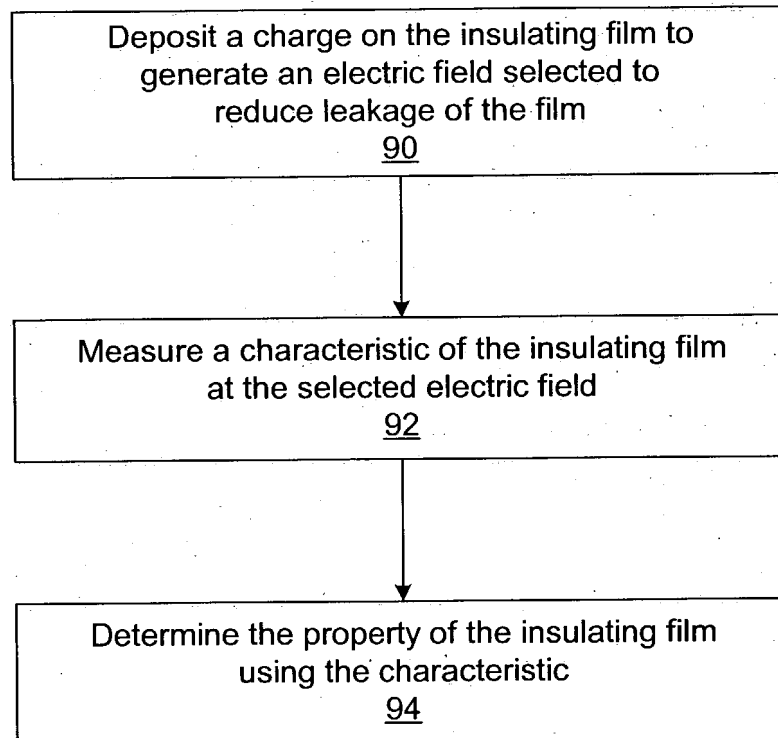 Deposit a charge on the insulating film to
generate an electric field selected to
reduce leakage of the film
90
Measure a characteristic of the insulating film
at the selected electric field
92
Determine the property of the insulating film
using the characteristic
94